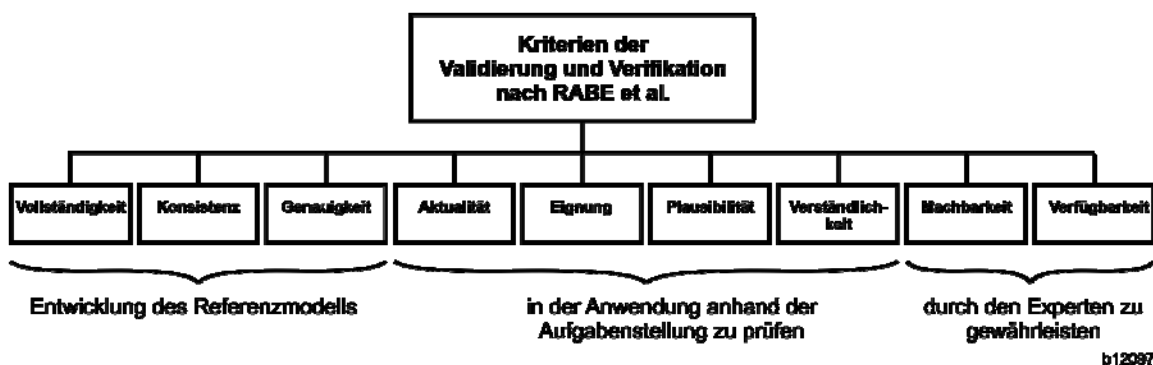 Kriterien der
Validierung und Verifikation
nach RABE et al.
Vollständigkeit
Konsistenz
Genauigkeit
Aktualität
Eignung
Plausibilität
Verständlich-
keit
Machbarkeit
Verfügbarkeit
Entwicklung des Referenzmodells
in der Anwendung anhand der
Aufgabenstellung zu prüfen
durch den Experten zu
gewährleisten
b12097